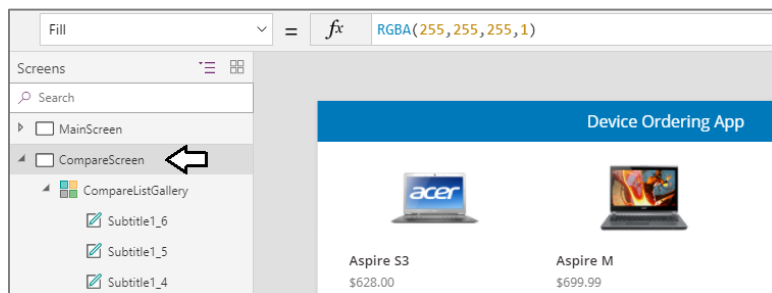 Fill = fx RGBA(255,255,255,1)
Screens
Search
MainScreen
CompareScreen
CompareListGallery
Subtitle1_6
Subtitle1_5
Subtitle1_4
Device Ordering App
acer
Aspire S3 Aspire M
$628.00 $699.99